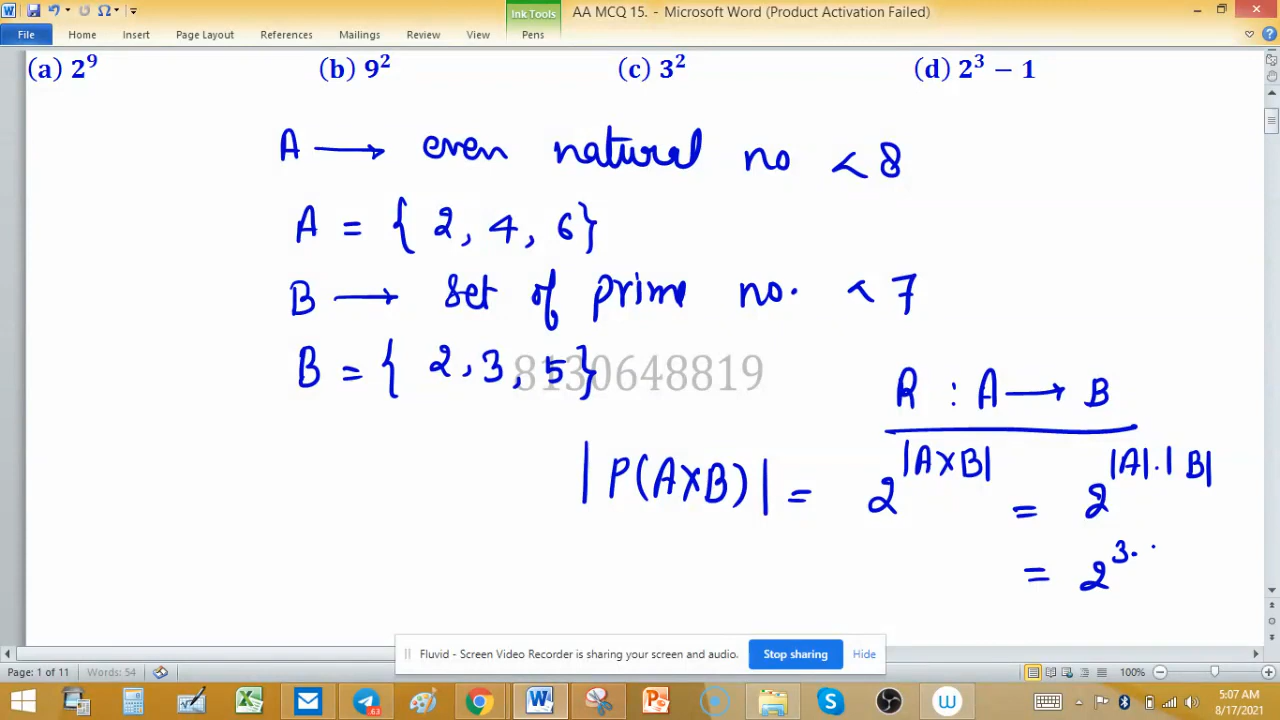 AA MCQ 15. - Microsoft Word (Product Activation Failed)
Ink Tools
File Home Insert Page Layout References Mailings Review View Pens
(a) 2⁹ (b) 9² (c) 3² (d) 2³ − 1
A ⟶ even natural no < 8
A = { 2, 4, 6}
B ⟶ set of prime no. < 7
B = { 2, 3, 5}
8130648819
R : A ⟶ B
|P(A×B)| = 2^|A×B| = 2^|A|.|B|
= 2^3.
Fluvid - Screen Video Recorder is sharing your screen and audio. Stop sharing Hide
Page: 1 of 11 Words: 54 100%
63
5:07 AM
8/17/2021